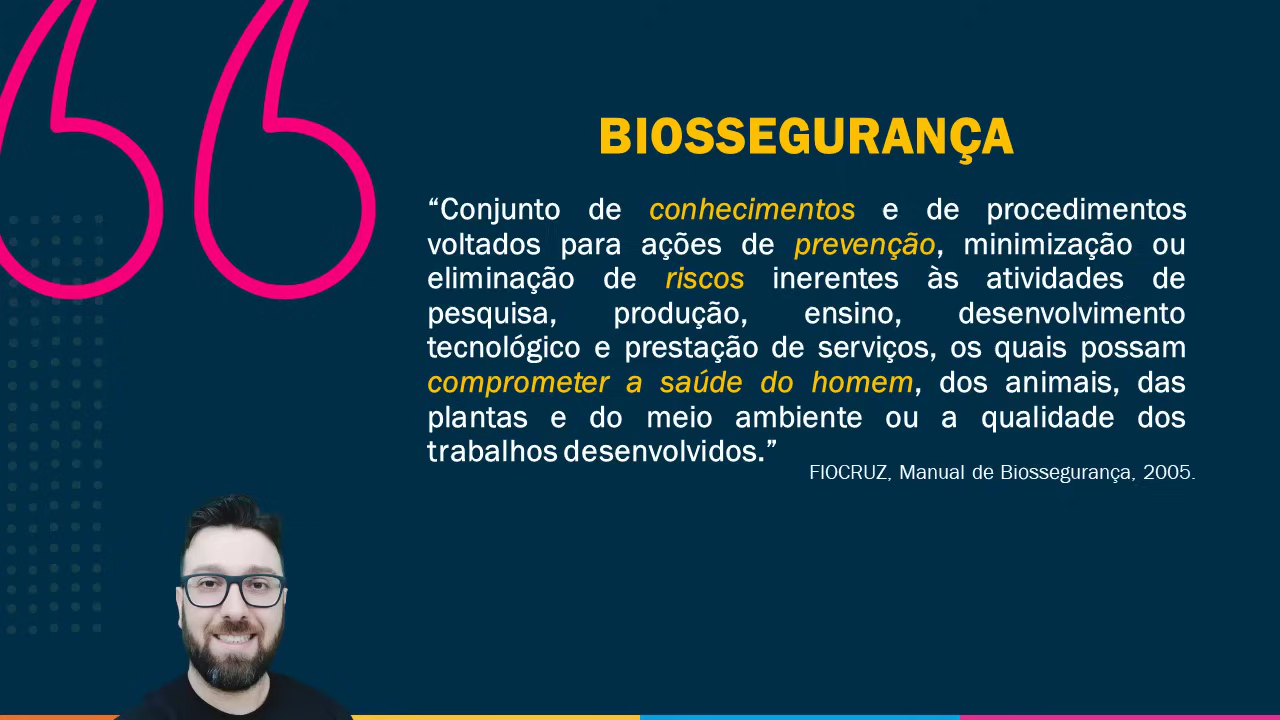 BIOSSEGURANÇA
“Conjunto de conhecimentos e de procedimentos
voltados para ações de prevenção, minimização ou
eliminação de riscos inerentes às atividades de
pesquisa, produção, ensino, desenvolvimento
tecnológico e prestação de serviços, os quais possam
comprometer a saúde do homem, dos animais, das
plantas e do meio ambiente ou a qualidade dos
trabalhos desenvolvidos.”
FIOCRUZ, Manual de Biossegurança, 2005.